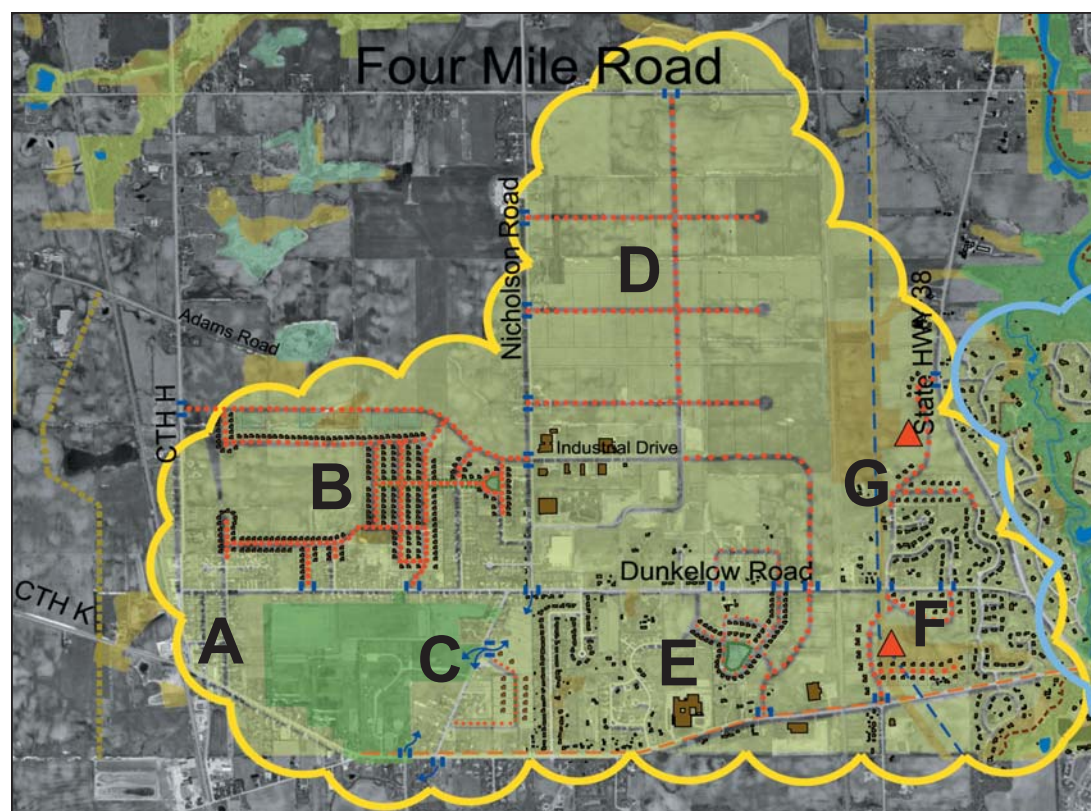 Four Mile Road
Nicholson Road
D
State HWY 38
Adams Road
CTH H
Industrial Drive
B
G
Dunkelow Road
CTH K
A
C
E
F